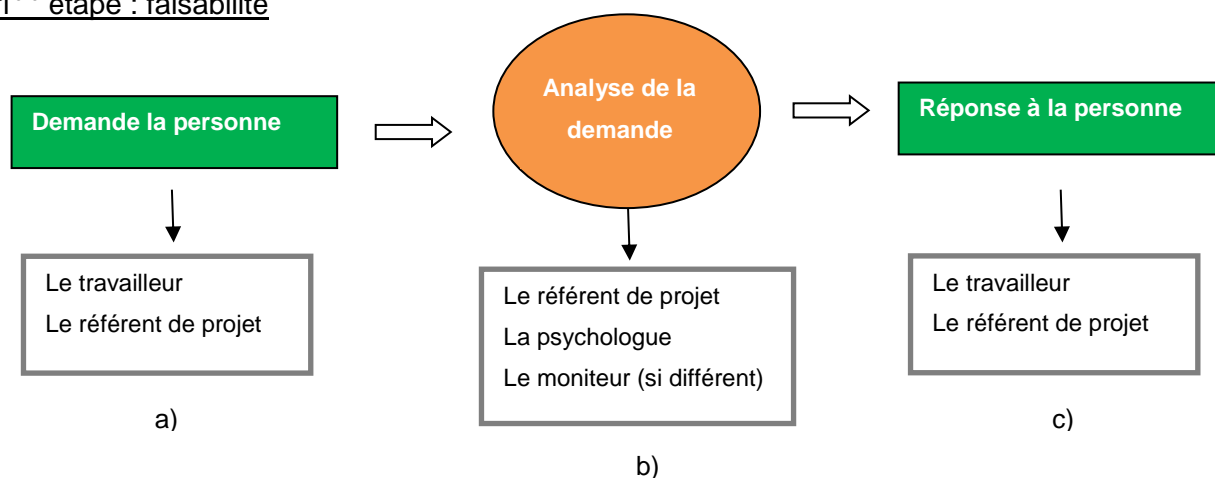 étape : faisabilité
Demande la personne
Analyse de la
demande
Réponse à la personne
Le travailleur
Le référent de projet
a)
Le référent de projet
La psychologue
Le moniteur (si différent)
b)
Le travailleur
Le référent de projet
c)